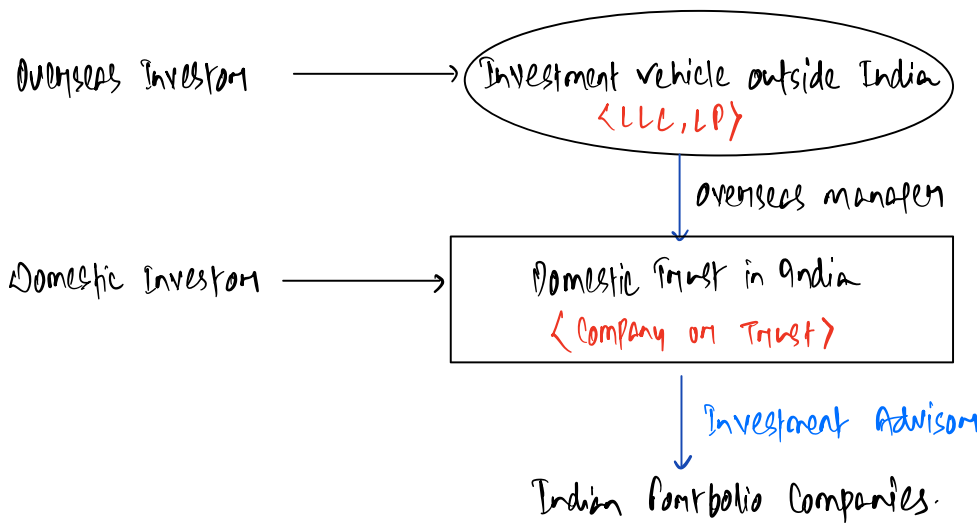 Overseas Investor
Investment vehicle outside India
<LLC, LP>
Overseas manager
Domestic Investor
Domestic Trust in India
<Company or Trust>
Investment Advisor
Indian Portfolio Companies.